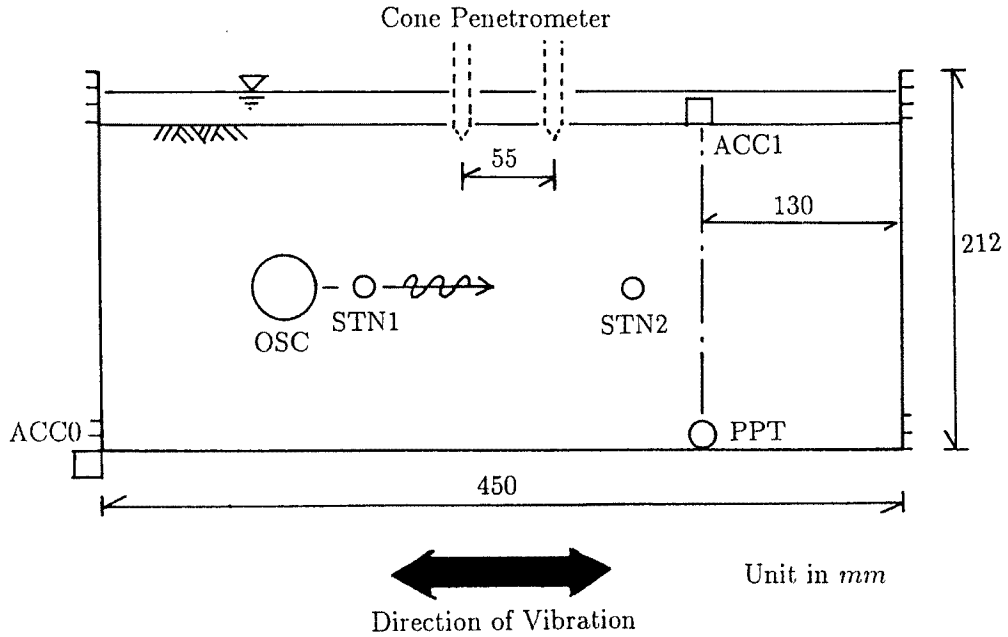 Cone Penetrometer
55
ACC1
130
212
OSC
STN1
STN2
ACC0
PPT
450
Unit in mm
Direction of Vibration